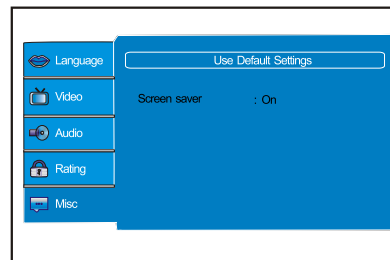 Language
Video
Audio
Rating
Misc
Use Default Settings
Screen saver : On